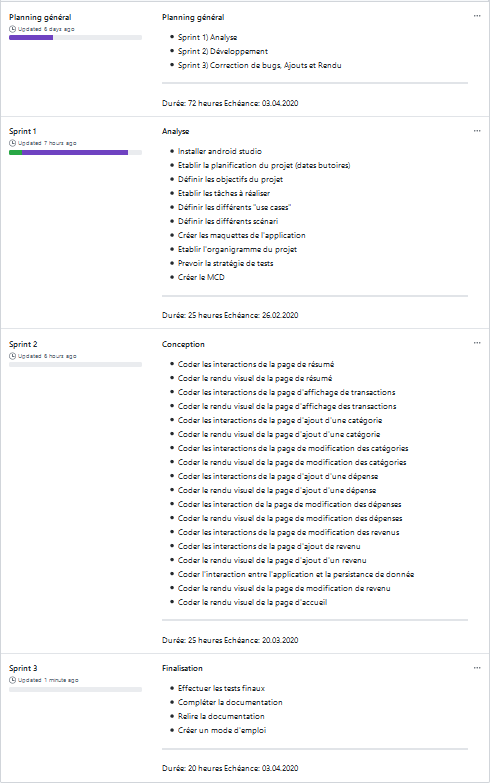 Planning général
Updated 6 days ago
Planning général
Sprint 1) Analyse
Sprint 2) Développement
Sprint 3) Correction de bugs, Ajouts et Rendu
Durée: 72 heures Echéance: 03.04.2020
Sprint 1
Updated 7 hours ago
Analyse
Installer android studio
Etablir la planification du projet (dates butoires)
Définir les objectifs du projet
Etablir les tâches à réaliser
Définir les différents "use cases"
Définir les différents scénari
Créer les maquettes de l'application
Etablir l'organigramme du projet
Prevoir la stratégie de tests
Créer le MCD
Durée: 25 heures Echéance: 26.02.2020
Sprint 2
Updated 6 hours ago
Conception
Coder les interactions de la page de résumé
Coder le rendu visuel de la page de résumé
Coder les interactions de la page d'affichage de transactions
Coder le rendu visuel de la page d'affichage des transactions
Coder les interactions de la page d'ajout d'une catégorie
Coder le rendu visuel de la page d'ajout d'une catégorie
Coder les interactions de la page de modification des catégories
Coder le rendu visuel de la page de modification des catégories
Coder les interactions de la page d'ajout d'une dépense
Coder le rendu visuel de la page d'ajout d'une dépense
Coder les interaction de la page de modification des dépenses
Coder le rendu visuel de la page de modification des dépenses
Coder les interactions de la page de modification des revenus
Coder les interactions de la page d'ajout de revenu
Coder le rendu visuel de la page d'ajout d'un revenu
Coder l'interaction entre l'application et la persistance de donnée
Coder le rendu visuel de la page de modification de revenu
Coder le rendu visuel de la page d'accueil
Durée: 25 heures Echéance: 20.03.2020
Sprint 3
Updated 1 minute ago
Finalisation
Effectuer les tests finaux
Compléter la documentation
Relire la documentation
Créer un mode d'emploi
Durée: 20 heures Echéance: 03.04.2020